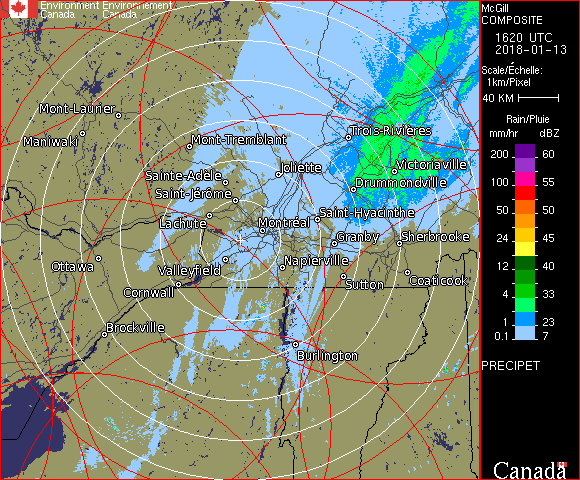 Environment Environnement
Canada Canada
McGill
COMPOSITE
1620 UTC
2018-01-13
Scale/Échelle:
1km/Pixel
40 KM
Rain/Pluie
mm/hr dBZ
200 60
100 55
50 50
24 45
12 40
4 33
1 23
0.1 7
PRECIPET
Canada
Mont-Laurier
Maniwaki
Mont-Tremblant
Trois-Rivières
Sainte-Adèle
Joliette
Victoriaville
Saint-Jérôme
Drummondville
Lachute
Montréal
Saint-Hyacinthe
Granby
Sherbrooke
Ottawa
Valleyfield
Napierville
Cornwall
Sutton
Coaticook
Brockville
Burlington